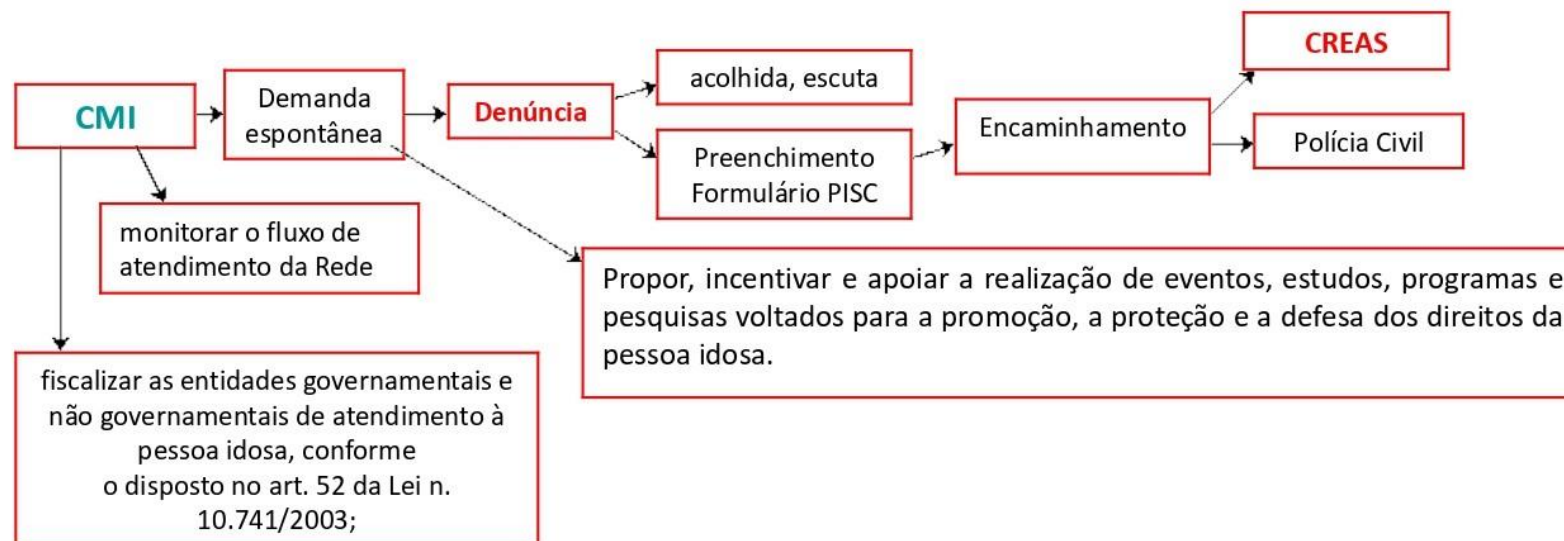 CMI
Demanda
espontânea
Denúncia
acolhida, escuta
Preenchimento
Formulário PISC
Encaminhamento
CREAS
Polícia Civil
monitorar o fluxo de
atendimento da Rede
Propor, incentivar e apoiar a realização de eventos, estudos, programas e
pesquisas voltados para a promoção, a proteção e a defesa dos direitos da
pessoa idosa.
fiscalizar as entidades governamentais e
não governamentais de atendimento à
pessoa idosa, conforme
o disposto no art. 52 da Lei n.
10.741/2003;